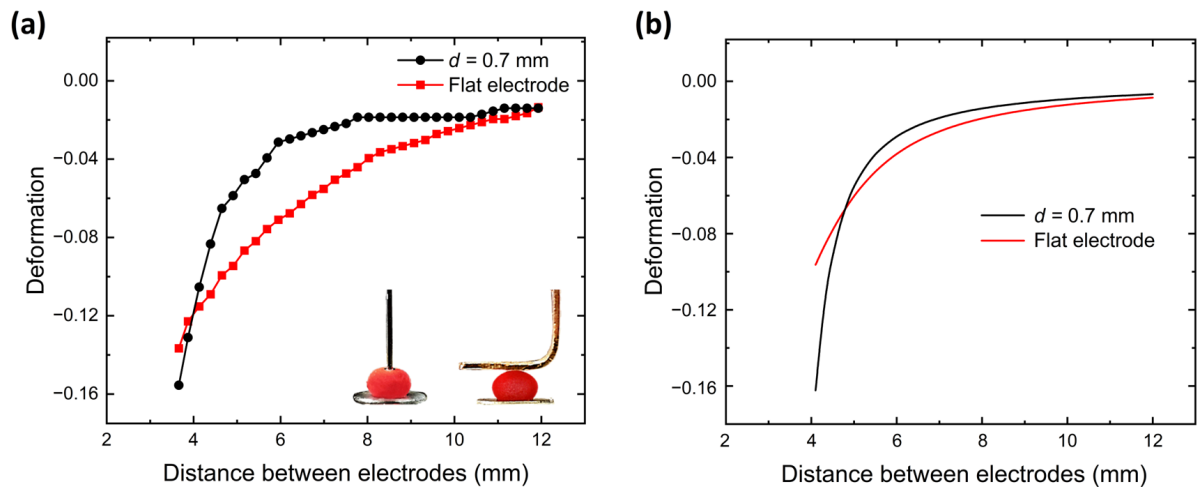 (a)
d = 0.7 mm
Flat electrode
0.00
−0.04
−0.08
−0.12
−0.16
Deformation
2 4 6 8 10 12
Distance between electrodes (mm)
(b)
0.00
−0.04
−0.08
−0.12
−0.16
Deformation
d = 0.7 mm
Flat electrode
2 4 6 8 10 12
Distance between electrodes (mm)